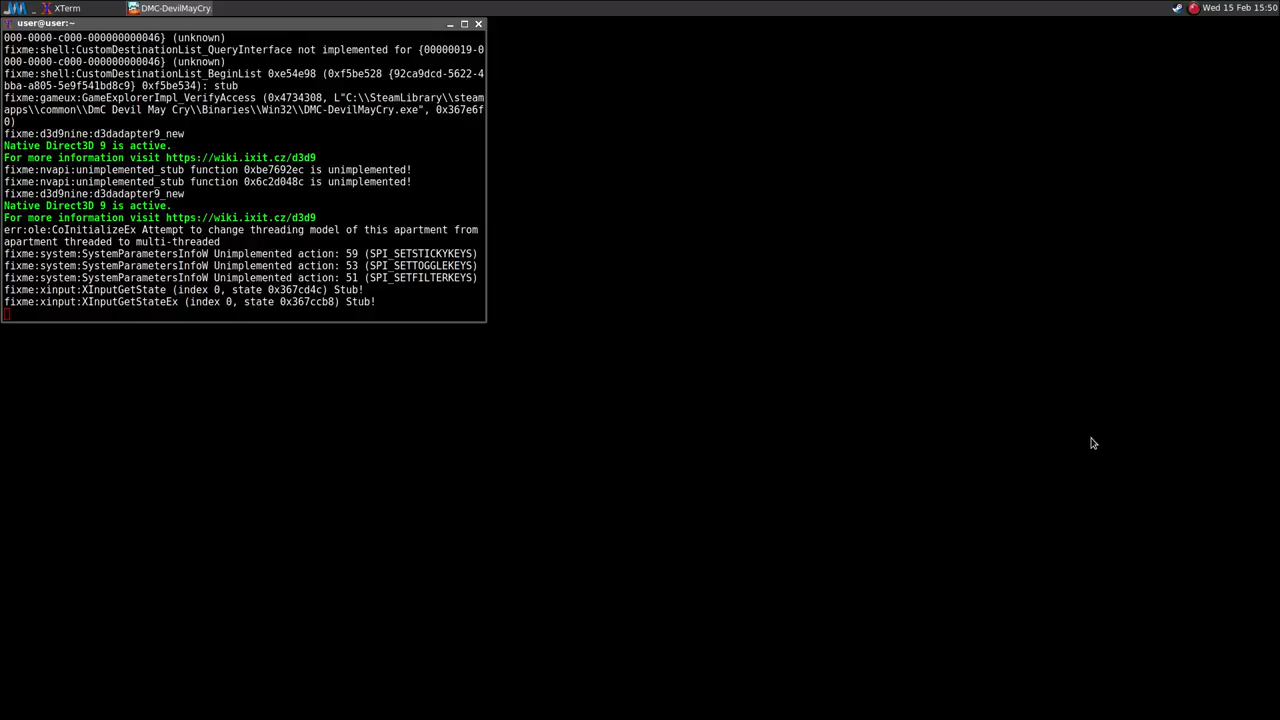 XTerm
DMC-DevilMayCry
Wed 15 Feb 15:50
user@user:~
000-0000-c000-000000000046} (unknown)
fixme:shell:CustomDestinationList_QueryInterface not implemented for {00000019-0
000-0000-c000-000000000046} (unknown)
fixme:shell:CustomDestinationList_BeginList 0xe54e98 (0xf5be528 {92ca9dcd-5622-4
bba-a805-5e9f541bd8c9} 0xf5be534): stub
fixme:gameux:GameExplorerImpl_VerifyAccess (0x4734308, L"C:\\SteamLibrary\\steam
apps\\common\\DmC Devil May Cry\\Binaries\\Win32\\DMC-DevilMayCry.exe", 0x367e6f
0)
fixme:d3d9nine:d3dadapter9_new
Native Direct3D 9 is active.
For more information visit https://wiki.ixit.cz/d3d9
fixme:nvapi:unimplemented_stub function 0xbe7692ec is unimplemented!
fixme:nvapi:unimplemented_stub function 0x6c2d048c is unimplemented!
fixme:d3d9nine:d3dadapter9_new
Native Direct3D 9 is active.
For more information visit https://wiki.ixit.cz/d3d9
err:ole:CoInitializeEx Attempt to change threading model of this apartment from
apartment threaded to multi-threaded
fixme:system:SystemParametersInfoW Unimplemented action: 59 (SPI_SETSTICKYKEYS)
fixme:system:SystemParametersInfoW Unimplemented action: 53 (SPI_SETTOGGLEKEYS)
fixme:system:SystemParametersInfoW Unimplemented action: 51 (SPI_SETFILTERKEYS)
fixme:xinput:XInputGetState (index 0, state 0x367cd4c) Stub!
fixme:xinput:XInputGetStateEx (index 0, state 0x367ccb8) Stub!